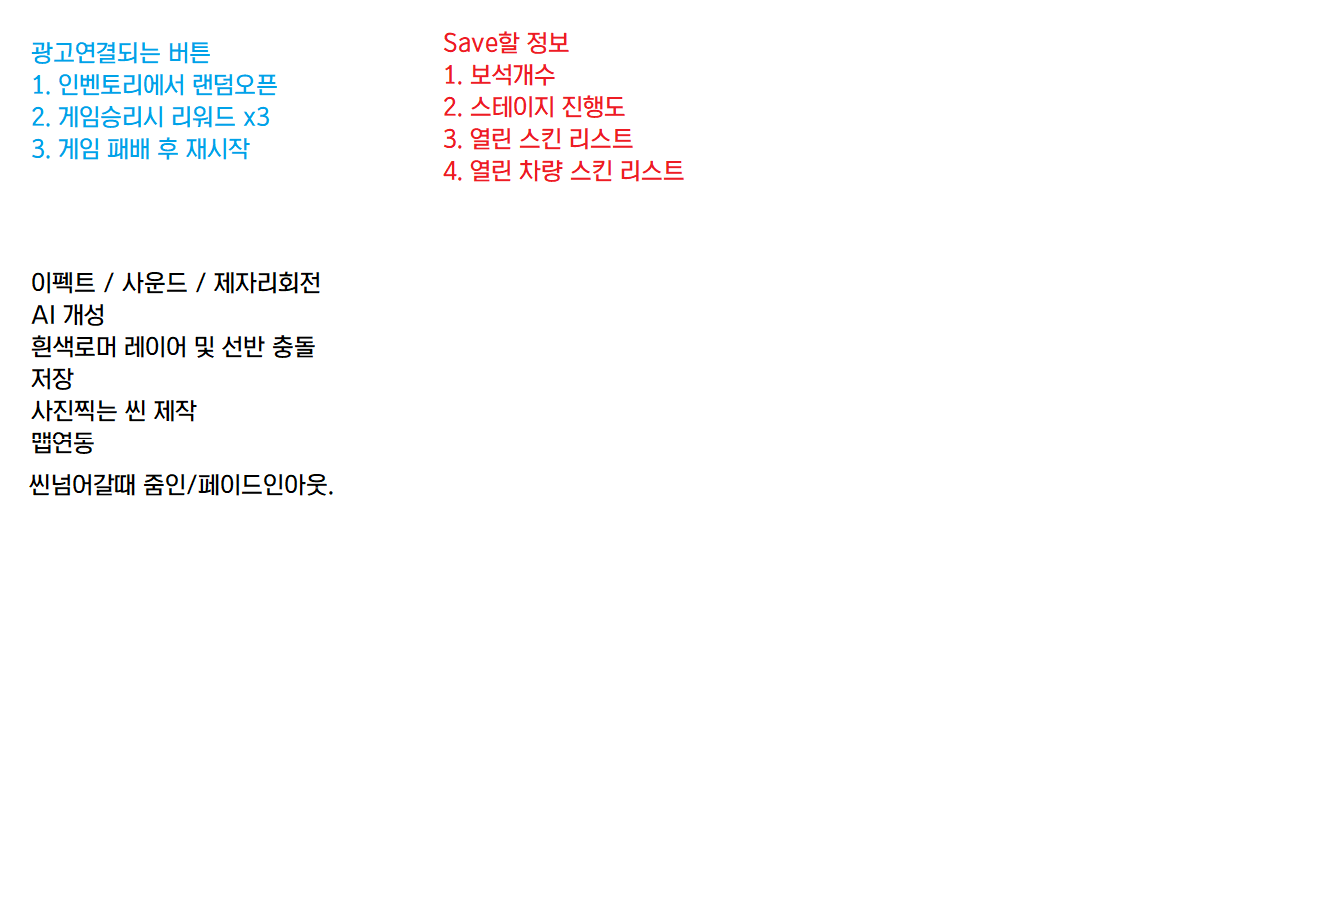 광고연결되는 버튼
1. 인벤토리에서 랜덤오픈
2. 게임승리시 리워드 x3
3. 게임 패배 후 재시작
Save할 정보
1. 보석개수
2. 스테이지 진행도
3. 열린 스킨 리스트
4. 열린 차량 스킨 리스트
이펙트 / 사운드 / 제자리회전
AI 개성
흰색로머 레이어 및 선반 충돌
저장
사진찍는 씬 제작
맵연동
씬넘어갈때 줌인/페이드인아웃.